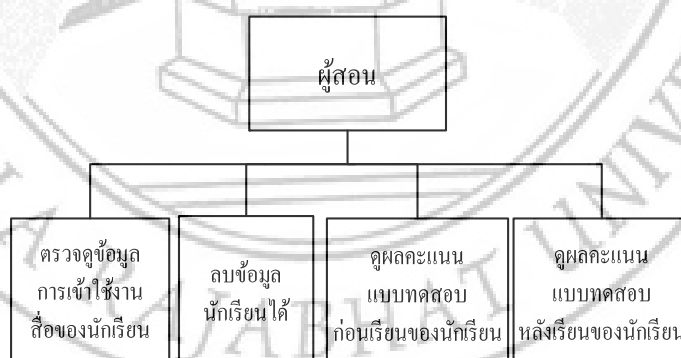 ผู้สอน
ตรวจดูข้อมูล
การเข้าใช้งาน
สื่อของนักเรียน
ลบข้อมูล
นักเรียนได้
ดูผลคะแนน
แบบทดสอบ
ก่อนเรียนของนักเรียน
ดูผลคะแนน
แบบทดสอบ
หลังเรียนของนักเรียน
RAJABHAT UNIVE